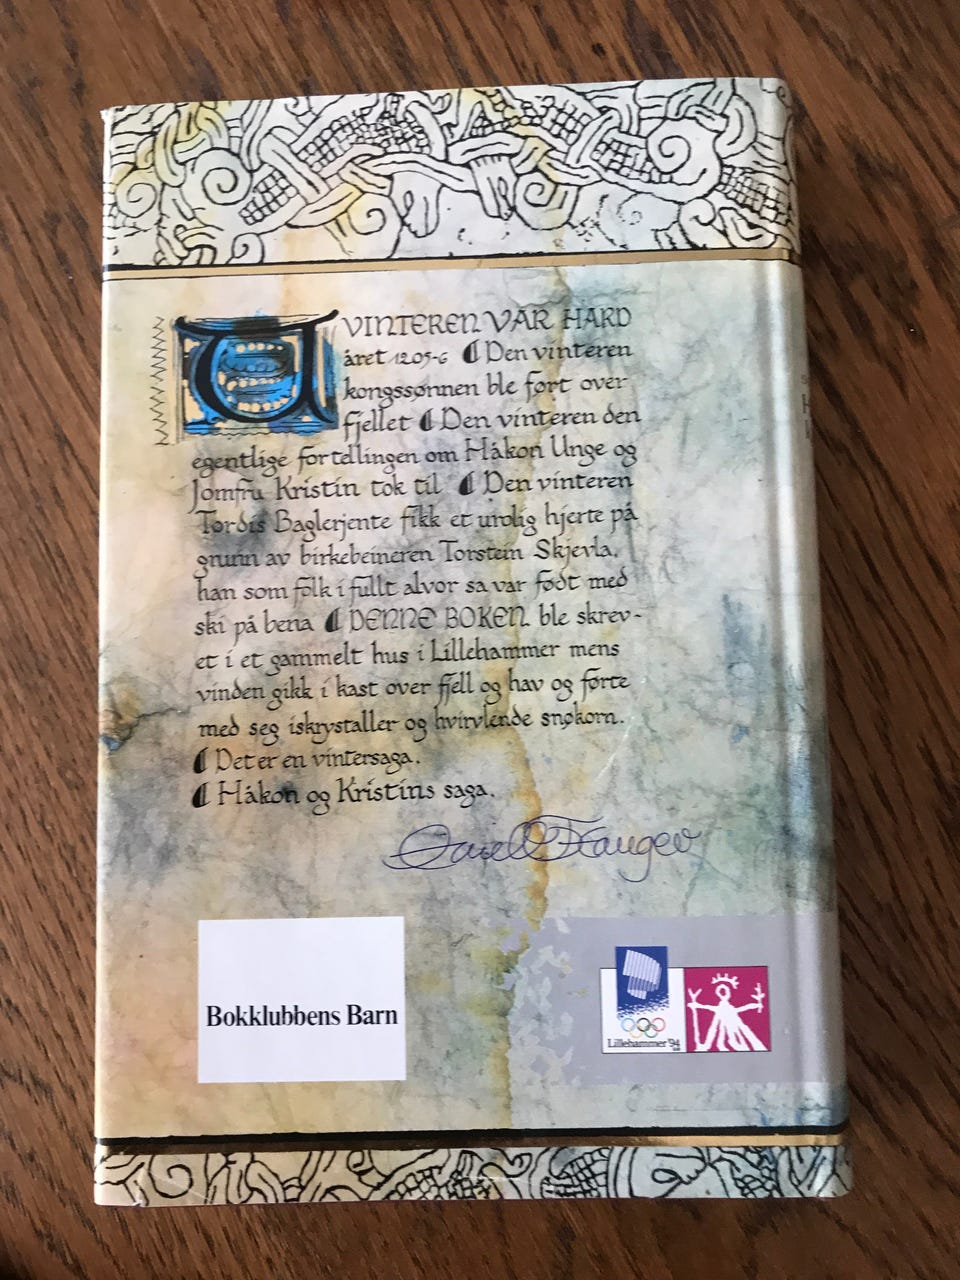 VINTEREN VAR HARD
året 1205-6 Den vinteren
kongssønnen ble ført over
fjellet Den vinteren den
egentlige fortellingen om Håkon Unge og
Jomfru Kristin tok til Den vinteren
Tordis Baglerjente fikk et urolig hjerte på
grunn av birkebeineren Torstein Skjevla,
han som folk i fullt alvor sa var født med
ski på bena DENNE BOKEN ble skrev-
et i et gammelt hus i Lillehammer mens
vinden gikk i kast over fjell og hav og førte
med seg iskrystaller og hvirvlende snøkorn.
Det er en vintersaga.
Håkon og Kristins saga.
Bokklubbens Barn
Lillehammer '94